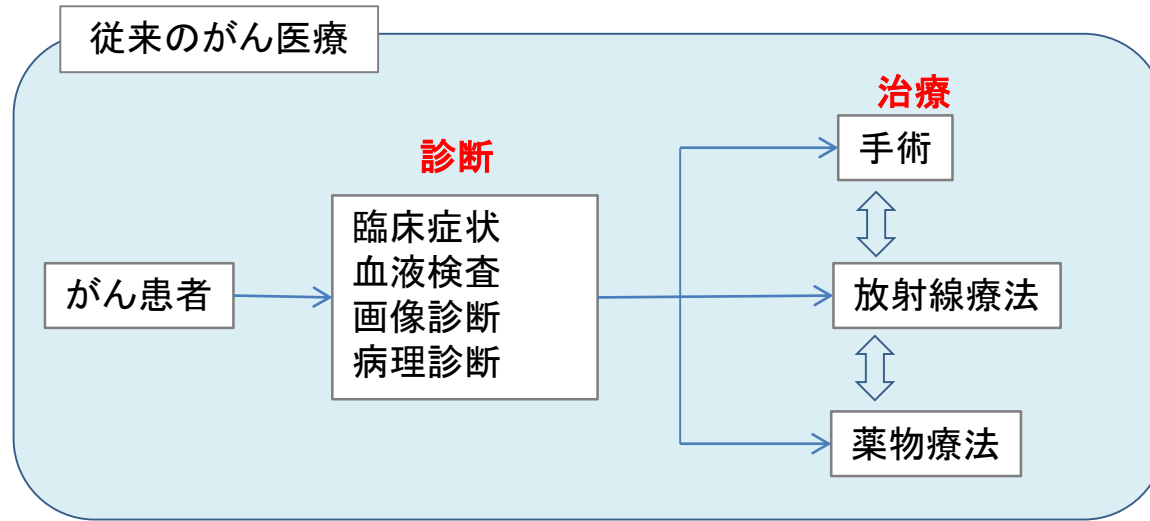 従来のがん医療
治療
手術
診断
臨床症状
血液検査
画像診断
病理診断
がん患者
放射線療法
薬物療法